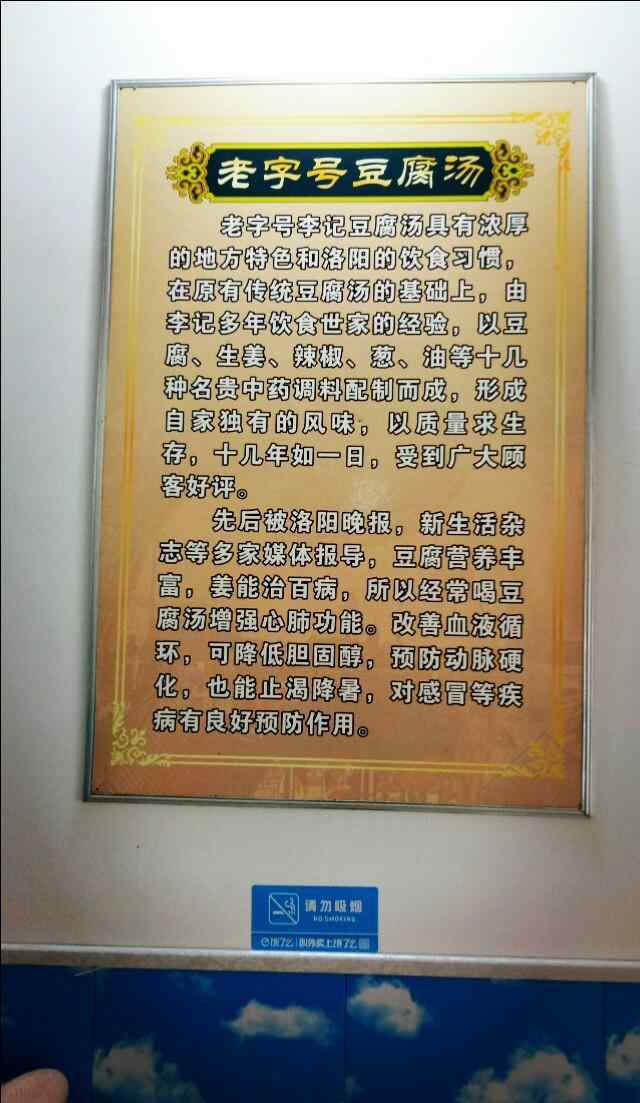 老字号豆腐汤
老字号李记豆腐汤具有浓厚
的地方特色和洛阳的饮食习惯，
在原有传统豆腐汤的基础上，由
李记多年饮食世家的经验，以豆
腐、生姜、辣椒、葱、油等十几
种名贵中药调料配制而成，形成
自家独有的风味，以质量求生
存，十几年如一日，受到广大顾
客好评。
先后被洛阳晚报，新生活杂
志等多家媒体报导，豆腐营养丰
富，姜能治百病，所以经常喝豆
腐汤增强心肺功能。改善血液循
环，可降低胆固醇，预防动脉硬
化，也能止渴降暑，对感冒等疾
病有良好预防作用。
请勿吸烟
NO SMOKING
饿了么 叫外卖上饿了么